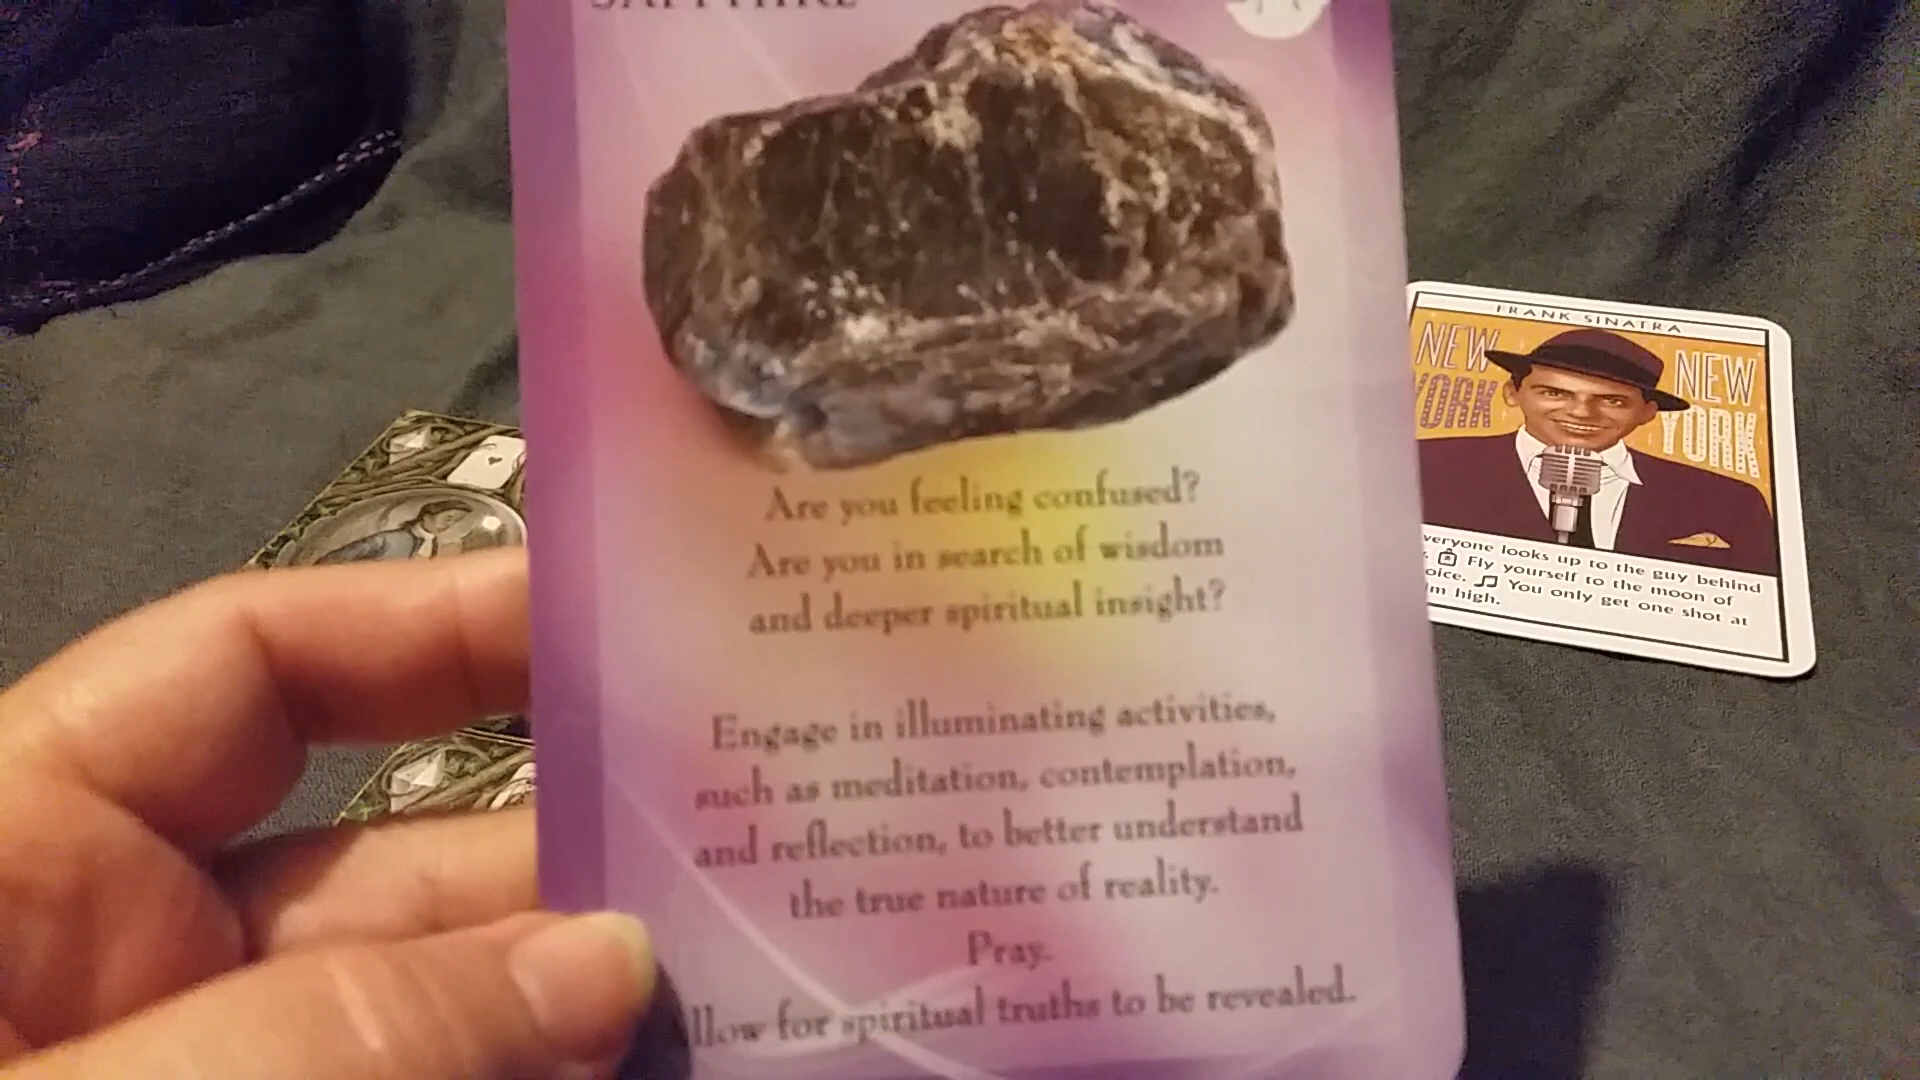 SAPPHIRE
Are you feeling confused?
Are you in search of wisdom
and deeper spiritual insight?
Engage in illuminating activities,
such as meditation, contemplation,
and reflection, to better understand
the true nature of reality.
Pray.
llow for spiritual truths to be revealed.
FRANK SINATRA
NEW
YORK
NEW
YORK
veryone looks up to the guy behind
Fly yourself to the moon of
oice. You only get one shot at
m high.